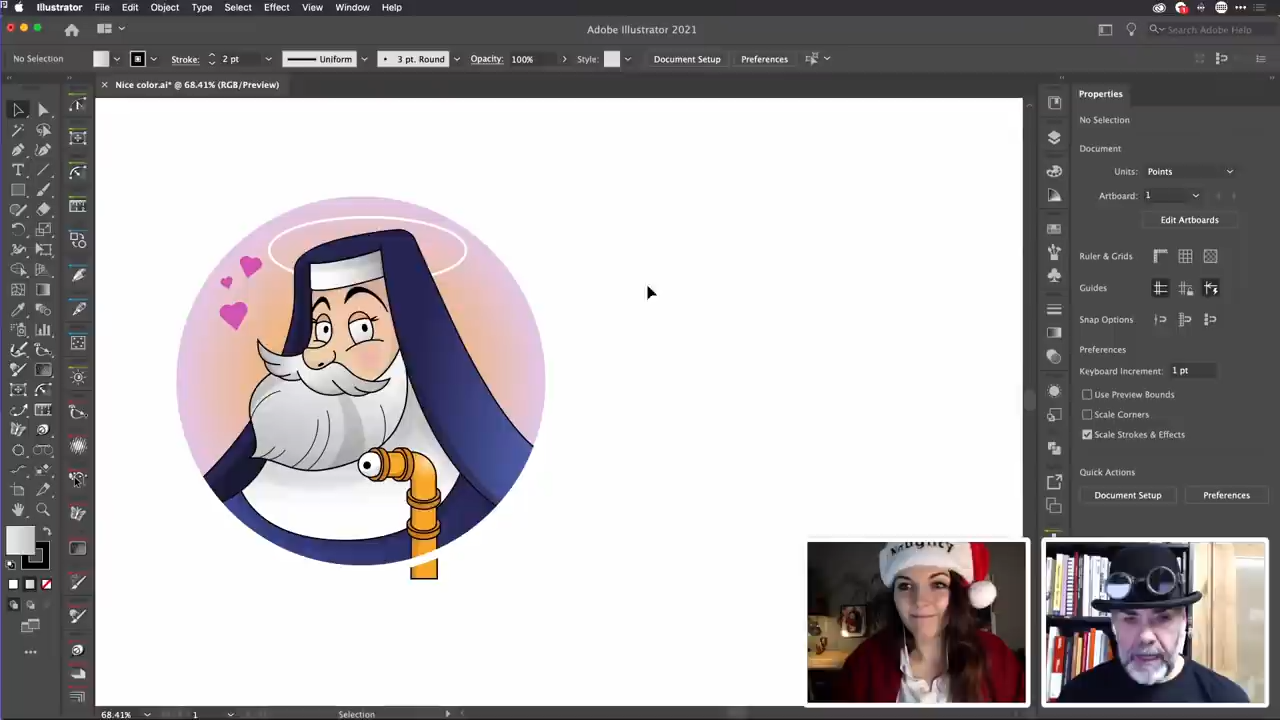 Illustrator File Edit Object Type Select Effect View Window Help
Adobe Illustrator 2021
Search Adobe Help
No Selection
Stroke: 2 pt Uniform 3 pt. Round Opacity: 100% Style: Document Setup Preferences
Nice color.ai* @ 68.41% (RGB/Preview)
Properties
No Selection
Document
Units: Points
Artboard: 1
Edit Artboards
Ruler & Grids
Guides
Snap Options
Preferences
Keyboard Increment: 1 pt
Use Preview Bounds
Scale Corners
Scale Strokes & Effects
Quick Actions
Document Setup Preferences
Naughty
68.41% 1 Selection